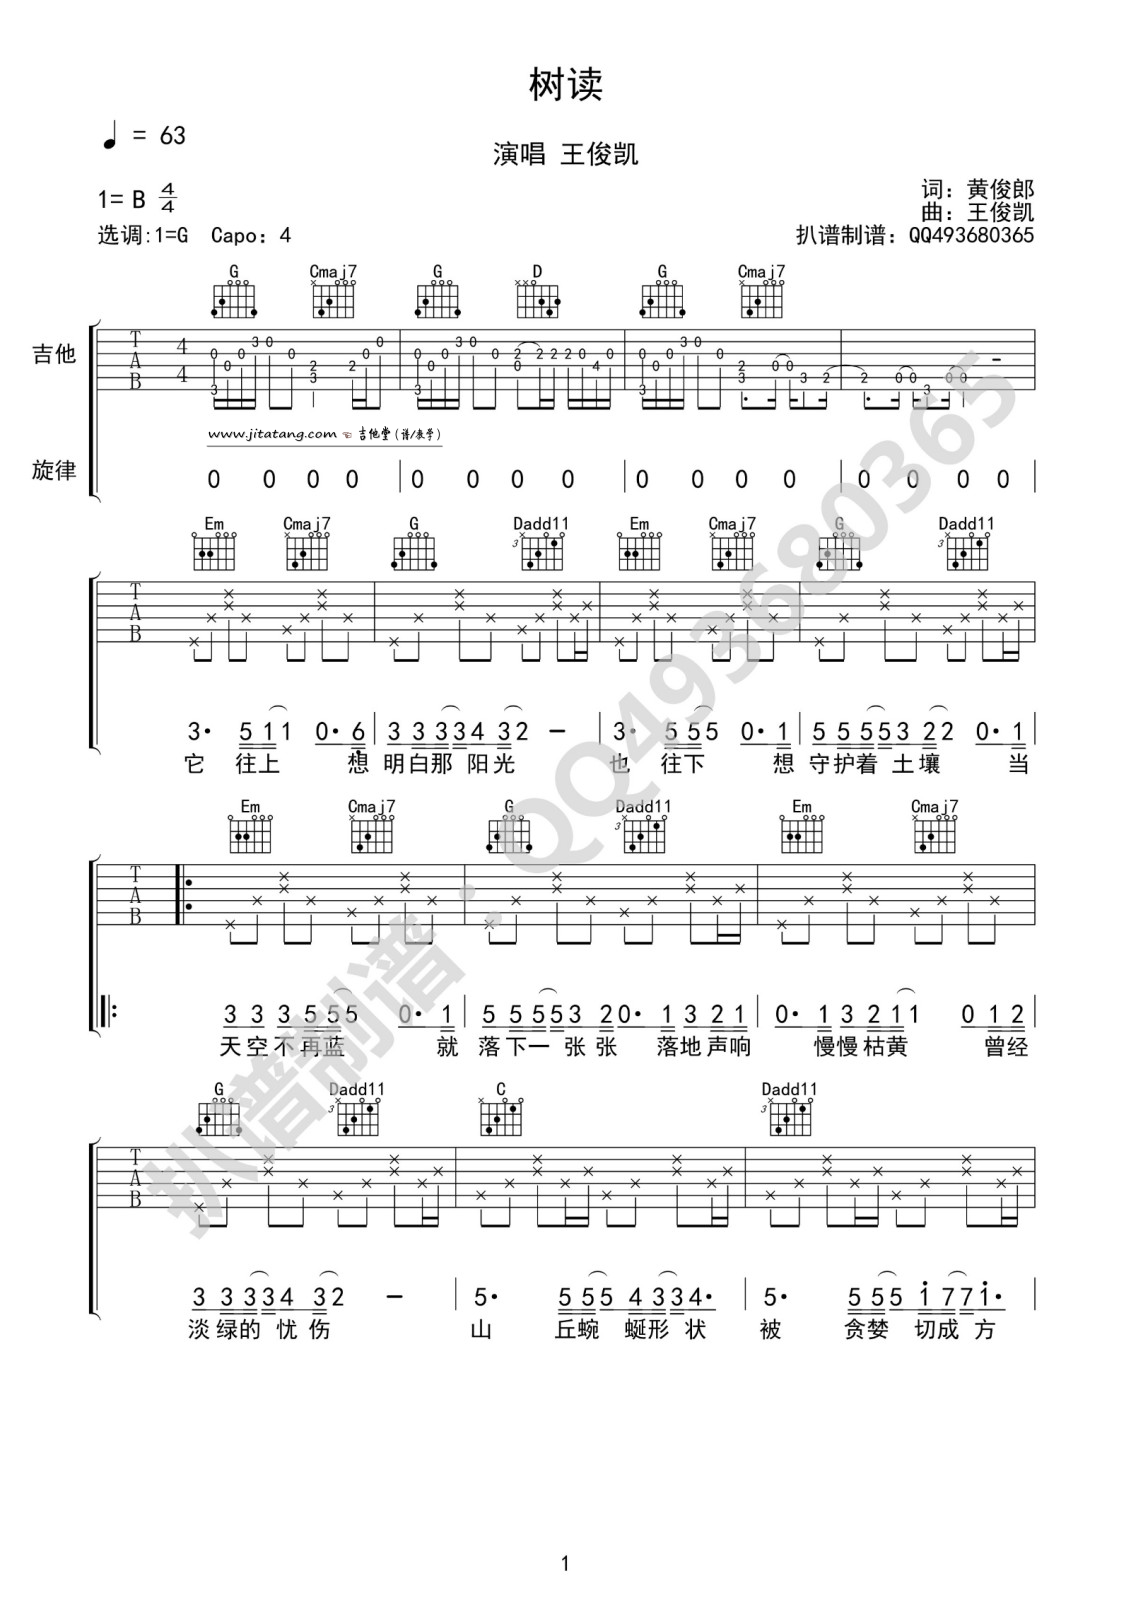 树读
♩ = 63
演唱 王俊凯
1= B 4/4
词：黄俊郎
曲：王俊凯
选调:1=G Capo：4
扒谱制谱：QQ493680365
G Cmaj7 G D G Cmaj7
吉他
www.jitatang.com ☜ 吉他堂 (谱/教学)
旋律 0 0 0 0 | 0 0 0 0 | 0 0 0 0 | 0 0 0 0
Em Cmaj7 G Dadd11 Em Cmaj7 G Dadd11
3· 5 1 1 0· 6 | 3 3 3 3 4 3 2 － | 3· 5 5 5 0· 1 | 5 5 5 5 3 2 2 0· 1
它 往上 想 明白那 阳光 也 往下 想 守护着 土壤 当
Em Cmaj7 G Dadd11 Em Cmaj7
3 3 3 5 5 5 0· 1 | 5 5 5 5 3 2 0· 1 3 2 1 | 0· 1 3 2 1 1 0 1 2
天空不再蓝 就 落下一 张张 落地声响 慢慢枯黄 曾经
G Dadd11 C Dadd11
3 3 3 3 4 3 2 － | 5· 5 5 5 4 3 3 4· | 5· 5 5 5 1 7 7 1·
淡绿的 忧伤 山 丘蜿 蜒形 状 被 贪婪 切成 方
扒谱制谱：QQ493680365
1